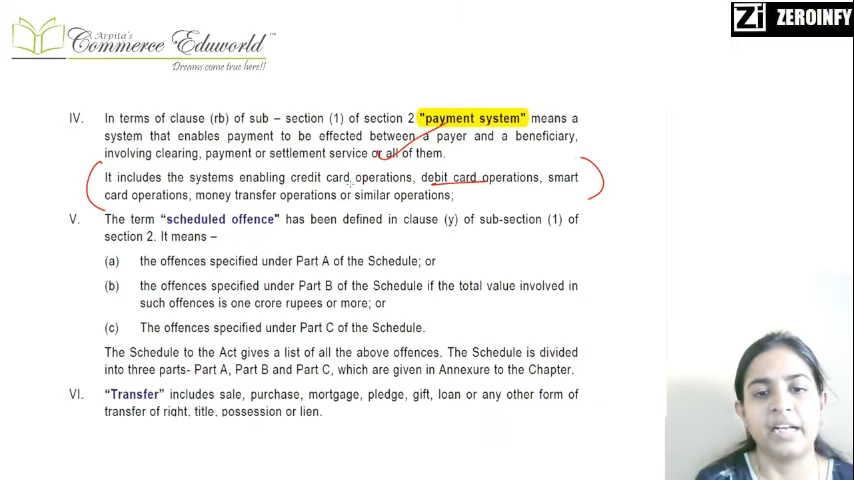 Arpita's
Commerce Eduworld™
Dreams come true here!!
Zi ZEROINFY
IV. In terms of clause (rb) of sub – section (1) of section 2 "payment system" means a
system that enables payment to be effected between a payer and a beneficiary,
involving clearing, payment or settlement service or all of them.
It includes the systems enabling credit card operations, debit card operations, smart
card operations, money transfer operations or similar operations;
V. The term "scheduled offence" has been defined in clause (y) of sub-section (1) of
section 2. It means –
(a) the offences specified under Part A of the Schedule; or
(b) the offences specified under Part B of the Schedule if the total value involved in
such offences is one crore rupees or more; or
(c) The offences specified under Part C of the Schedule.
The Schedule to the Act gives a list of all the above offences. The Schedule is divided
into three parts- Part A, Part B and Part C, which are given in Annexure to the Chapter.
VI. "Transfer" includes sale, purchase, mortgage, pledge, gift, loan or any other form of
transfer of right, title, possession or lien.